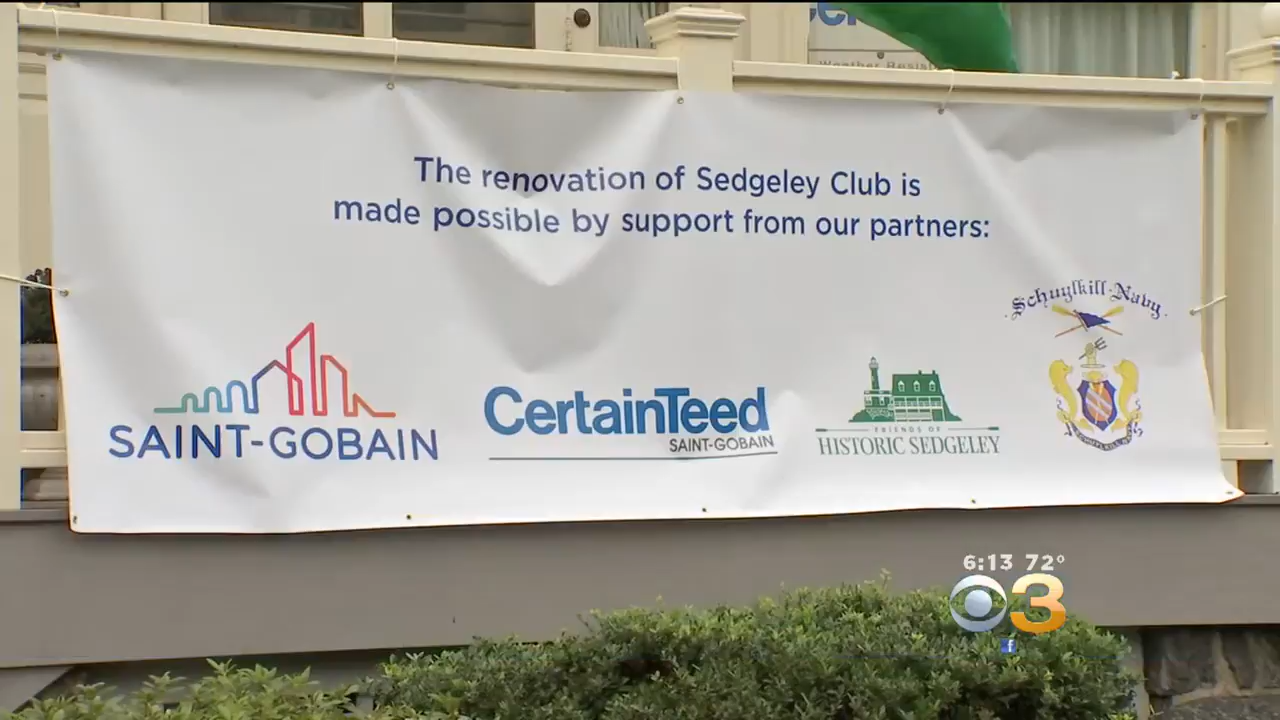 The renovation of Sedgeley Club is
made possible by support from our partners:
Schuylkill Navy
SAINT-GOBAIN
CertainTeed
SAINT-GOBAIN
FRIENDS OF
HISTORIC SEDGELEY
6:13 72°
3
f